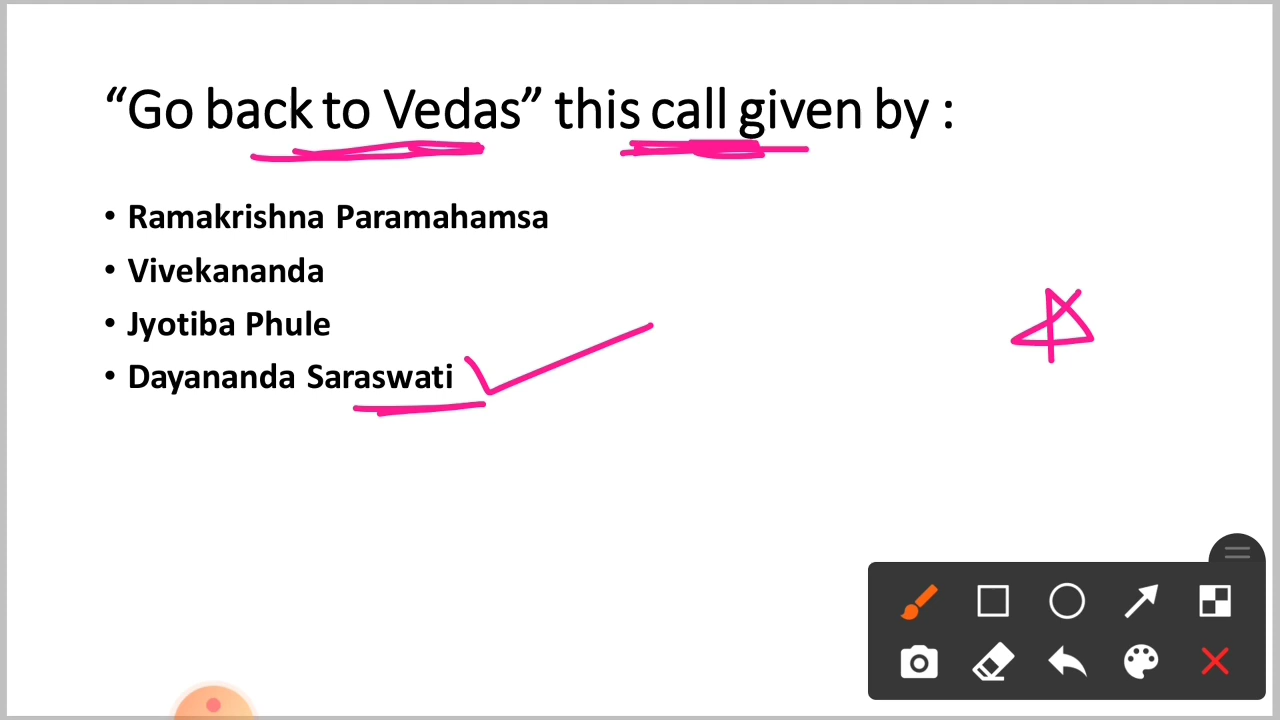 “Go back to Vedas” this call given by :
• Ramakrishna Paramahamsa
• Vivekananda
• Jyotiba Phule
• Dayananda Saraswati